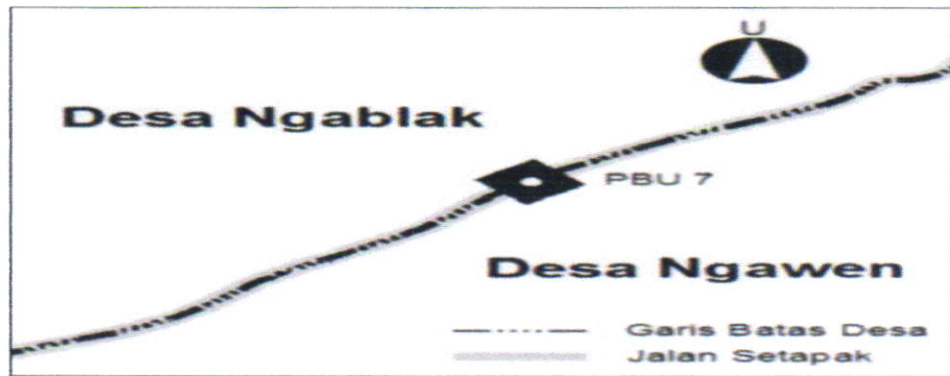 U
Desa Ngablak
PBU 7
Desa Ngawen
Garis Batas Desa
Jalan Setapak